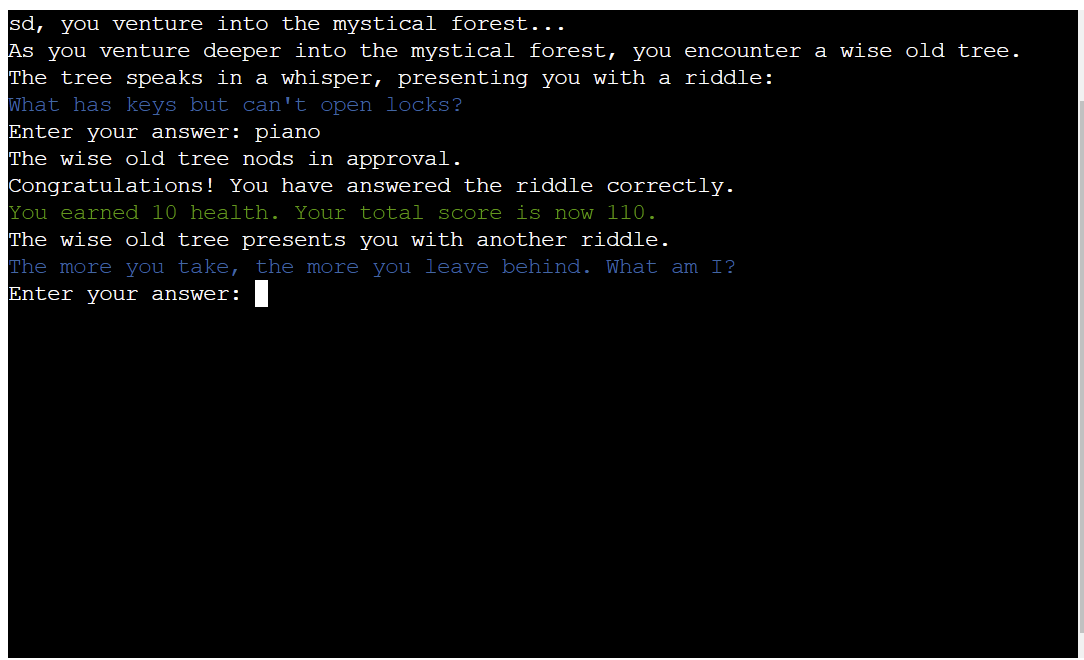 sd, you venture into the mystical forest...
As you venture deeper into the mystical forest, you encounter a wise old tree.
The tree speaks in a whisper, presenting you with a riddle:
What has keys but can't open locks?
Enter your answer: piano
The wise old tree nods in approval.
Congratulations! You have answered the riddle correctly.
You earned 10 health. Your total score is now 110.
The wise old tree presents you with another riddle.
The more you take, the more you leave behind. What am I?
Enter your answer: